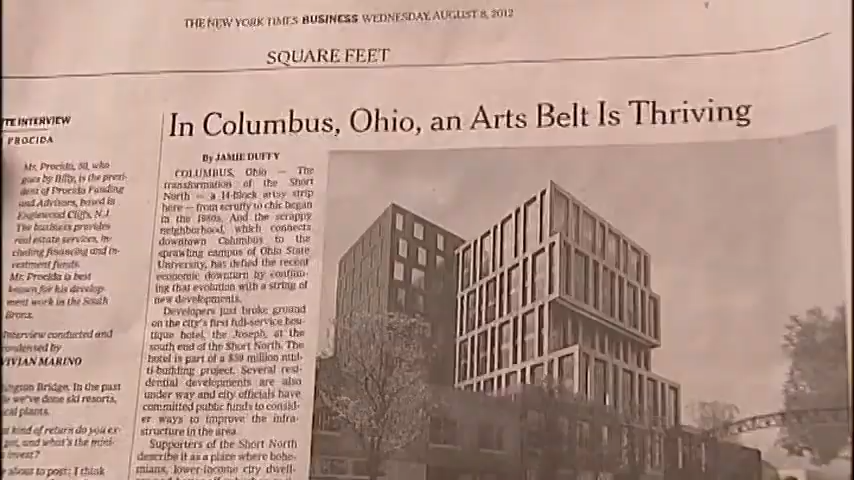 THE NEW YORK TIMES BUSINESS WEDNESDAY, AUGUST 8, 2012
SQUARE FEET
TE INTERVIEW
PROCIDA
Mr. Procida, 50, who
goes by Billy, is the presi-
dent of Procida Funding
and Advisors, based in
Englewood Cliffs, N.J.
The business provides
real estate services, in-
cluding financing and in-
vestment funds.
Mr. Procida is best
known for his develop-
ment work in the South
Bronx.
Interview conducted and
condensed by
VIVIAN MARINO
ington Bridge. In the past
we've done ski resorts,
cal plants.
at kind of return do you ex-
pect, and what's the mini-
invest?
about to post; I think
In Columbus, Ohio, an Arts Belt Is Thriving
By JAMIE DUFFY
COLUMBUS, Ohio — The
transformation of the Short
North — a 14-block artsy strip
here — from scruffy to chic began
in the 1980s. And the scrappy
neighborhood, which connects
downtown Columbus to the
sprawling campus of Ohio State
University, has defied the recent
economic downturn by continu-
ing that evolution with a string of
new developments.
Developers just broke ground
on the city's first full-service bou-
tique hotel, the Joseph, at the
south end of the Short North. The
hotel is part of a $59 million mul-
ti-building project. Several resi-
dential developments are also
under way and city officials have
committed public funds to consid-
er ways to improve the infra-
structure in the area.
Supporters of the Short North
describe it as a place where bohe-
mians, lower-income city dwell-